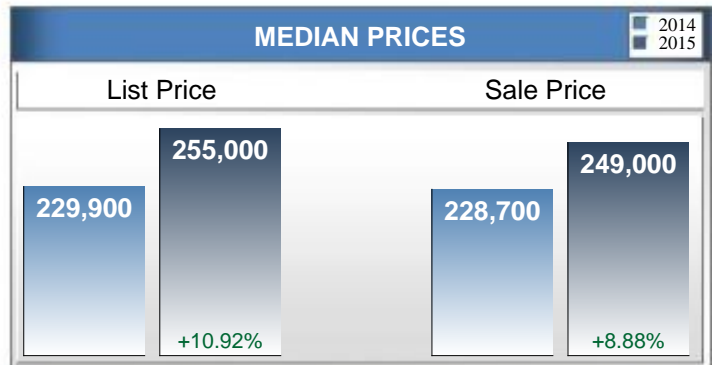 MEDIAN PRICES
2014
2015
List Price
Sale Price
229,900
255,000
+10.92%
228,700
249,000
+8.88%